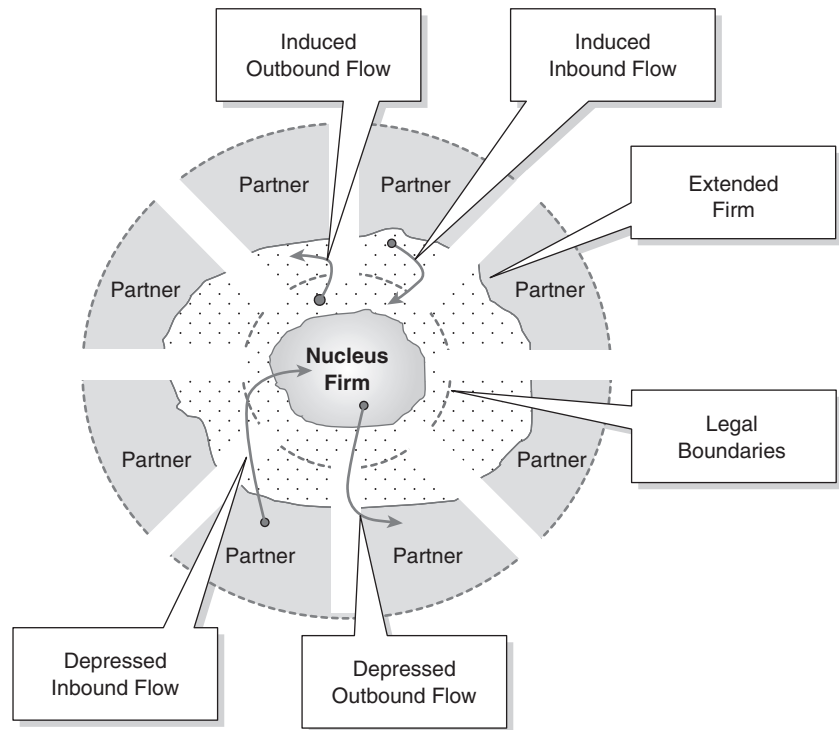 Induced
Outbound Flow
Induced
Inbound Flow
Partner
Partner
Extended
Firm
Partner
Partner
Nucleus
Firm
Legal
Boundaries
Partner
Partner
Partner
Partner
Depressed
Inbound Flow
Depressed
Outbound Flow